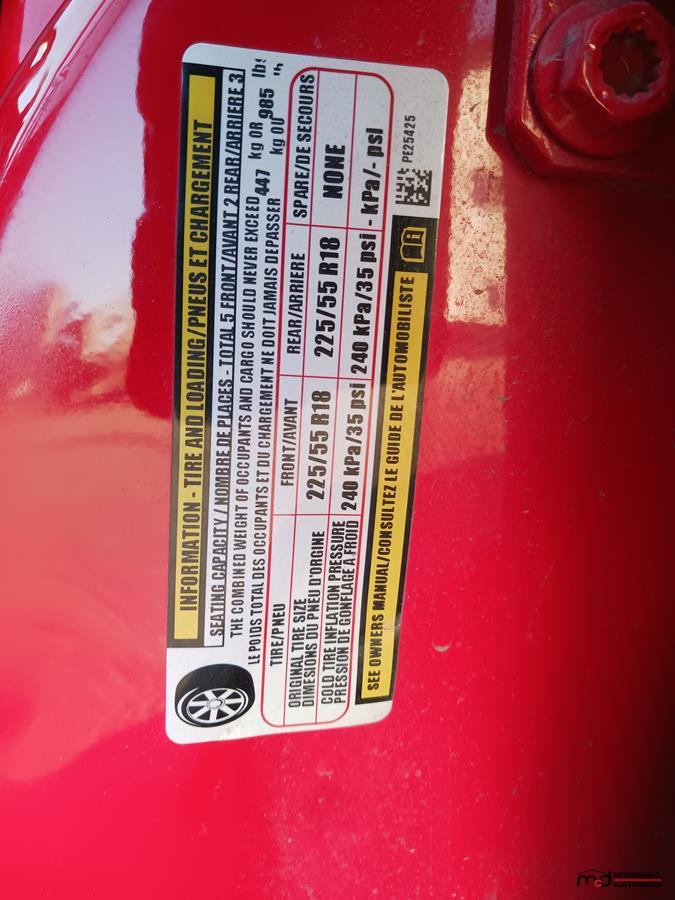 INFORMATION - TIRE AND LOADING/PNEUS ET CHARGEMENT
SEATING CAPACITY / NOMBRE DE PLACES - TOTAL 5 FRONT/AVANT 2 REAR/ARRIERE 3
THE COMBINED WEIGHT OF OCCUPANTS AND CARGO SHOULD NEVER EXCEED 447 kg OR 985 lbs
LE POIDS TOTAL DES OCCUPANTS ET DU CHARGEMENT NE DOIT JAMAIS DEPASSER kg OU lb
TIRE/PNEU FRONT/AVANT REAR/ARRIERE SPARE/DE SECOURS
ORIGINAL TIRE SIZE
DIMESIONS DU PNEU D'ORGINE
225/55 R18 225/55 R18 NONE
COLD TIRE INFLATION PRESSURE
PRESSION DE GONFLAGE A FROID
240 kPa/35 psi 240 kPa/35 psi - kPa/- psi
SEE OWNERS MANUAL/CONSULTEZ LE GUIDE DE L'AUTOMOBILISTE
PE25425
mcd MCDOUGALL
AUCTIONEERS